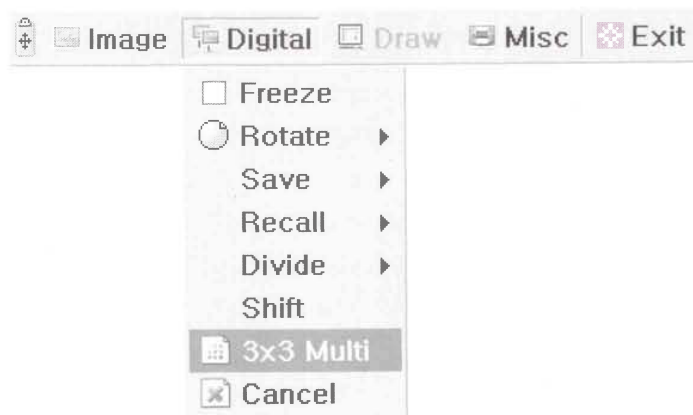 Image Digital Draw Misc Exit
Freeze
Rotate
Save
Recall
Divide
Shift
3x3 Multi
Cancel